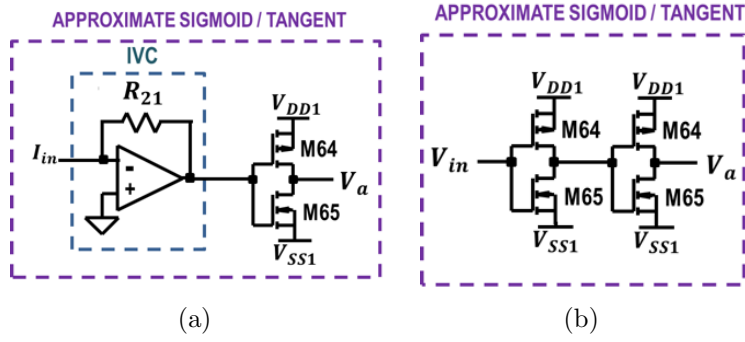 APPROXIMATE SIGMOID / TANGENT
IVC
R21
Iin
-
+
VDD1
M64
Va
M65
VSS1
(a)
APPROXIMATE SIGMOID / TANGENT
VDD1 VDD1
M64 M64
Vin Va
M65 M65
VSS1 VSS1
(b)